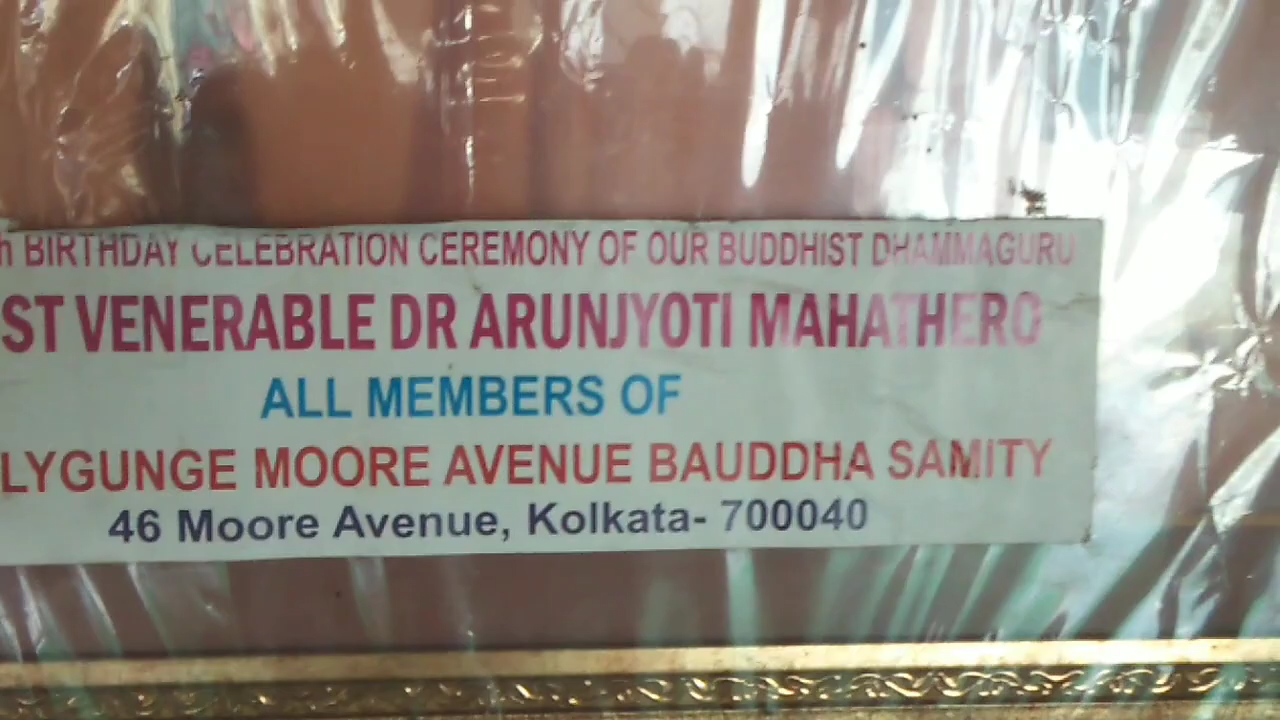 h BIRTHDAY CELEBRATION CEREMONY OF OUR BUDDHIST DHAMMAGURU
ST VENERABLE DR ARUNJYOTI MAHATHERO
ALL MEMBERS OF
LYGUNGE MOORE AVENUE BAUDDHA SAMITY
46 Moore Avenue, Kolkata- 700040